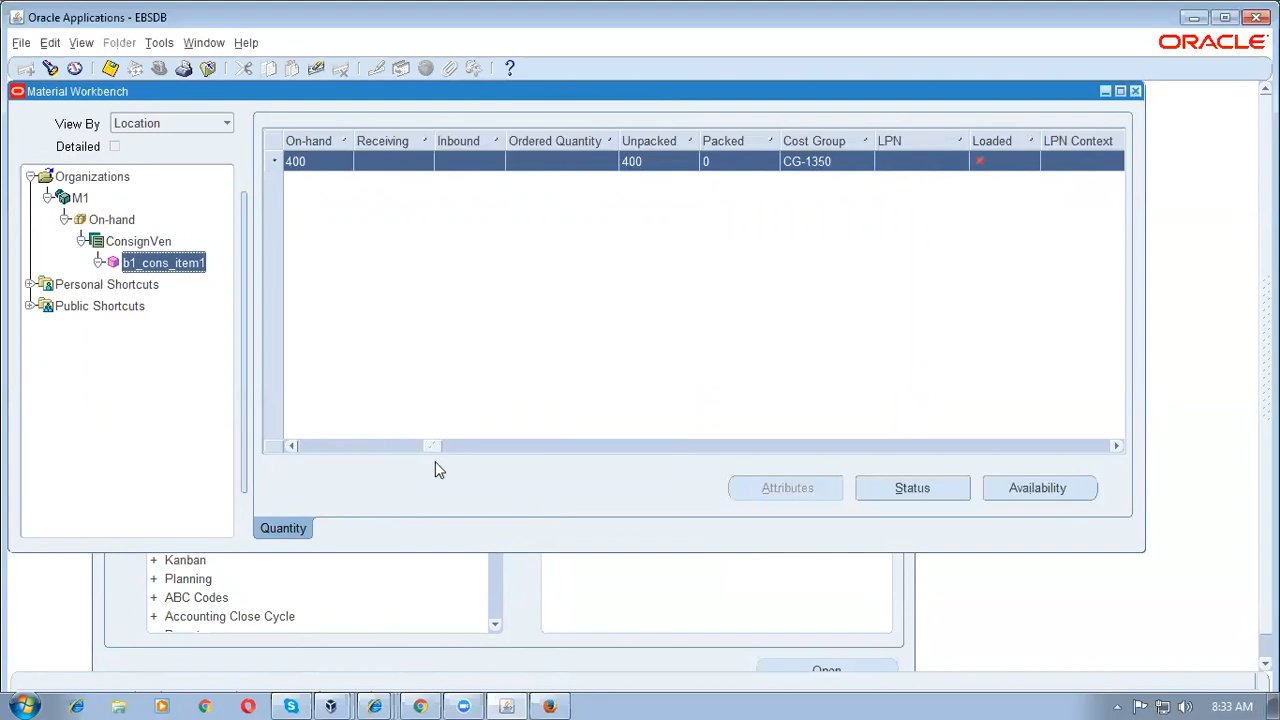 Oracle Applications - EBSDB
File Edit View Folder Tools Window Help
ORACLE
Material Workbench
View By Location
Detailed
Organizations
M1
On-hand
ConsignVen
b1_cons_item1
Personal Shortcuts
Public Shortcuts
On-hand Receiving Inbound Ordered Quantity Unpacked Packed Cost Group LPN Loaded LPN Context
400 400 0 CG-1350
Attributes Status Availability
Quantity
+ Kanban
+ Planning
+ ABC Codes
+ Accounting Close Cycle
Open
8:33 AM